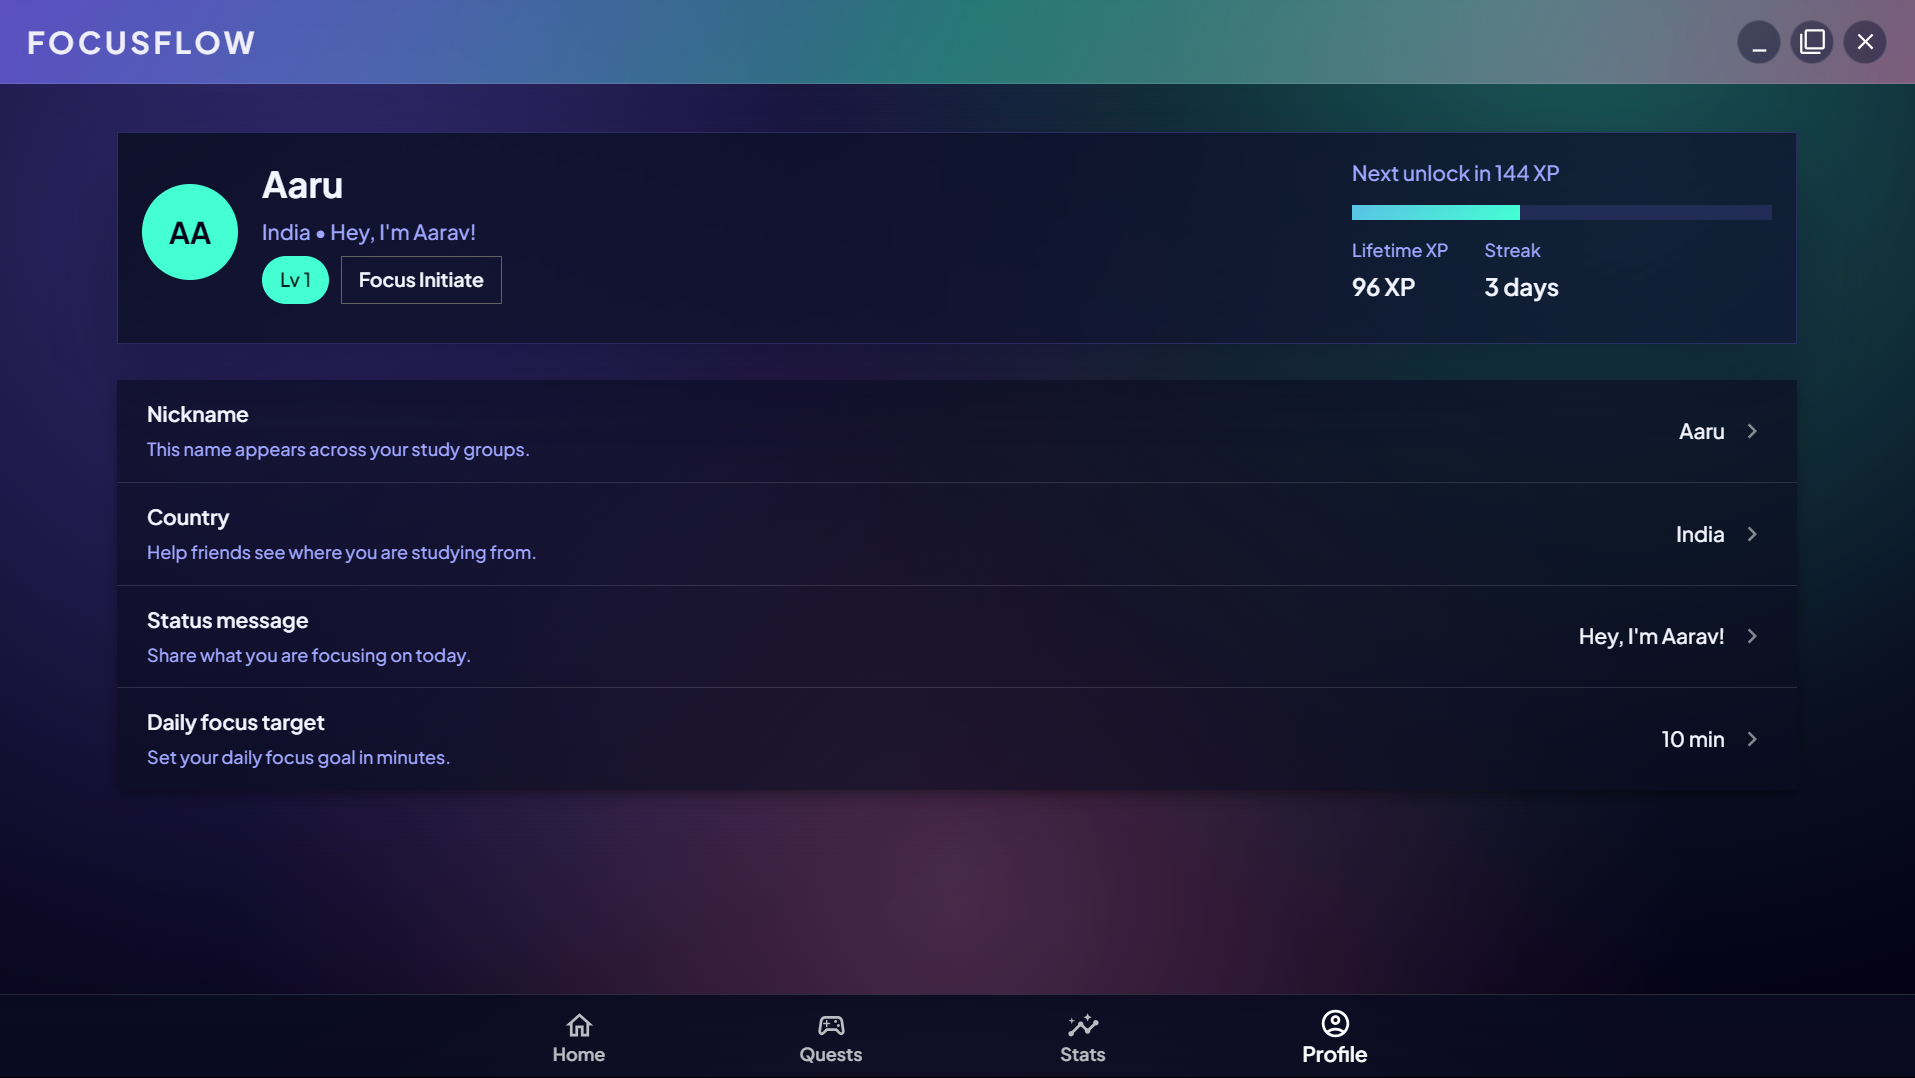 FOCUSFLOW
AA
Aaru
India • Hey, I'm Aarav!
Lv 1
Focus Initiate
Next unlock in 144 XP
Lifetime XP
96 XP
Streak
3 days
Nickname
This name appears across your study groups.
Aaru
Country
Help friends see where you are studying from.
India
Status message
Share what you are focusing on today.
Hey, I'm Aarav!
Daily focus target
Set your daily focus goal in minutes.
10 min
Home
Quests
Stats
Profile